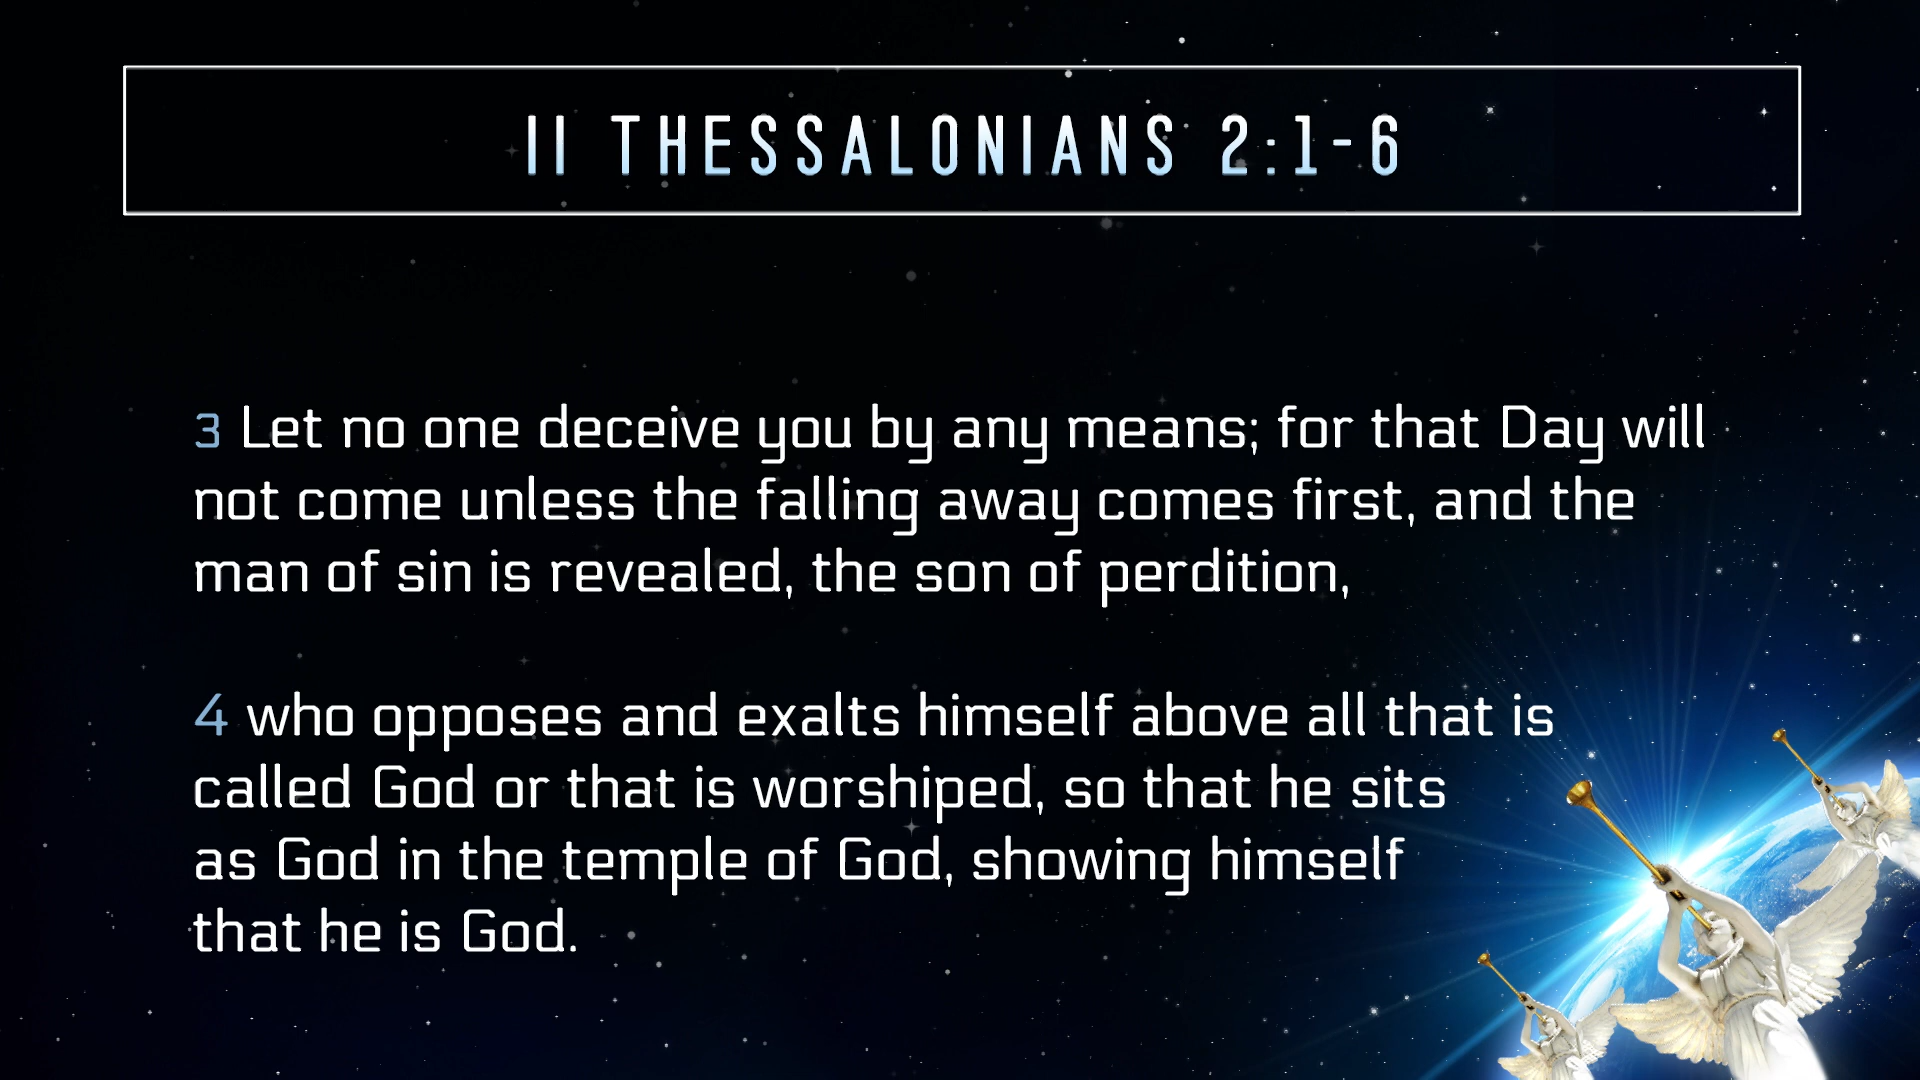 II THESSALONIANS 2:1-6
3 Let no one deceive you by any means; for that Day will
not come unless the falling away comes first, and the
man of sin is revealed, the son of perdition,
4 who opposes and exalts himself above all that is
called God or that is worshiped, so that he sits
as God in the temple of God, showing himself
that he is God.